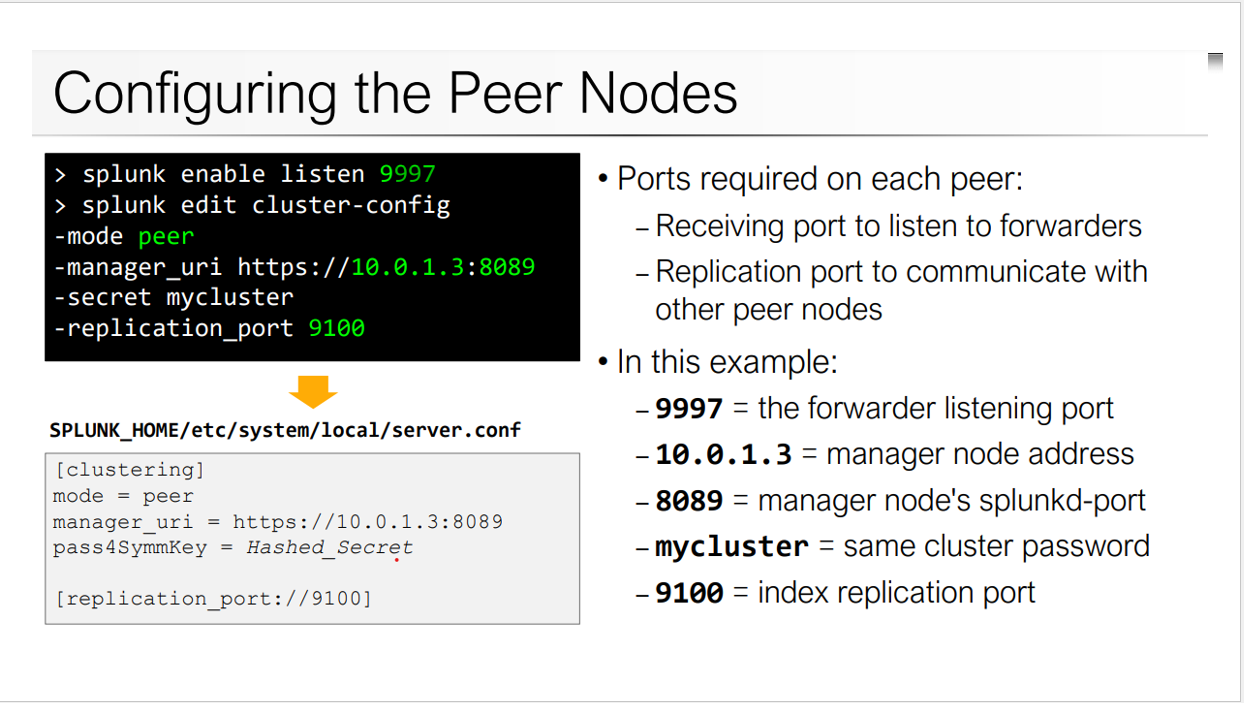 Configuring the Peer Nodes
> splunk enable listen 9997
> splunk edit cluster-config
-mode peer
-manager_uri https://10.0.1.3:8089
-secret mycluster
-replication_port 9100
SPLUNK_HOME/etc/system/local/server.conf
[clustering]
mode = peer
manager_uri = https://10.0.1.3:8089
pass4SymmKey = Hashed_Secret
[replication_port://9100]
• Ports required on each peer:
– Receiving port to listen to forwarders
– Replication port to communicate with
other peer nodes
• In this example:
– 9997 = the forwarder listening port
– 10.0.1.3 = manager node address
– 8089 = manager node's splunkd-port
– mycluster = same cluster password
– 9100 = index replication port